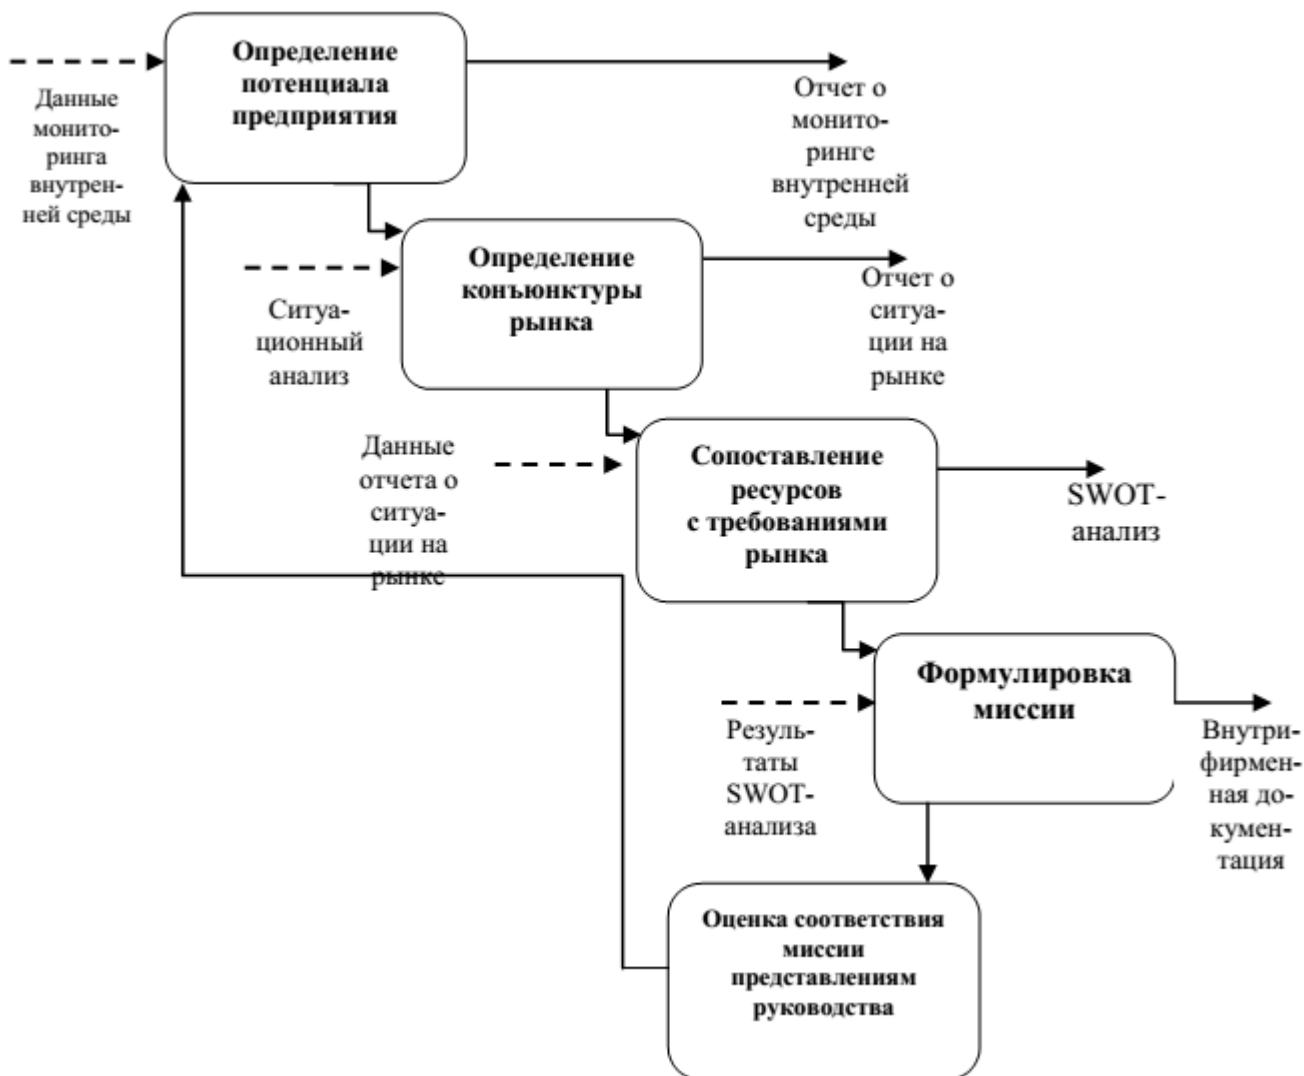 Определение
потенциала
предприятия
Данные
монито-
ринга
внутрен-
ней среды
Отчет о
монито-
ринге
внутренней
среды
Определение
конъюнктуры
рынка
Ситуа-
ционный
анализ
Отчет о
ситуа-
ции на
рынке
Сопоставление
ресурсов
с требованиями
рынка
Данные
отчета о
ситуа-
ции на
рынке
SWOT-
анализ
Формулировка
миссии
Резуль-
таты
SWOT-
анализа
Внутри-
фирмен-
ная до-
кумен-
тация
Оценка соответствия
миссии
представлениям
руководства